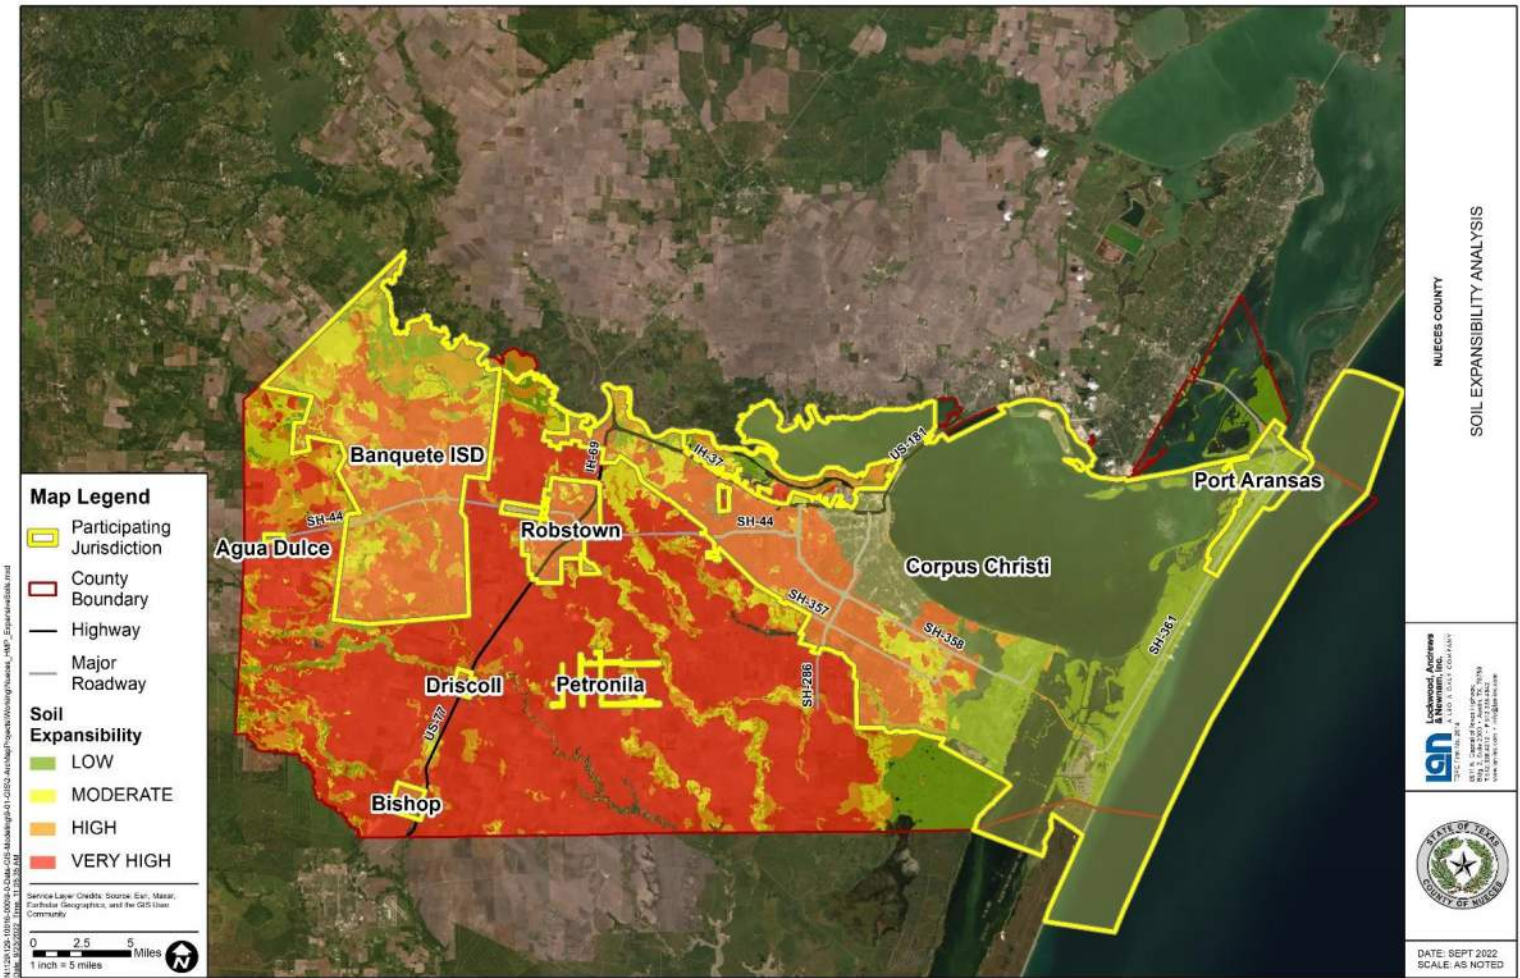 Banquete ISD
IH-69
IH-37
US-181
Port Aransas
SH-44
SH-44
Agua Dulce
Robstown
Corpus Christi
SH-357
SH-358
SH-361
SH-286
Driscoll
Petronila
US-77
Bishop
Map Legend
Participating
Jurisdiction
County
Boundary
Highway
Major
Roadway
Soil
Expansibility
LOW
MODERATE
HIGH
VERY HIGH
Service Layer Credits: Source: Esri, Maxar,
Earthstar Geographics, and the GIS User
Community
0 2.5 5
Miles
1 inch = 5 miles
N
NUECES COUNTY
SOIL EXPANSIBILITY ANALYSIS
lan
Lockwood, Andrews
& Newnam, Inc.
A LEO A DALY COMPANY
STATE OF TEXAS
COUNTY OF NUECES
DATE: SEPT 2022
SCALE: AS NOTED